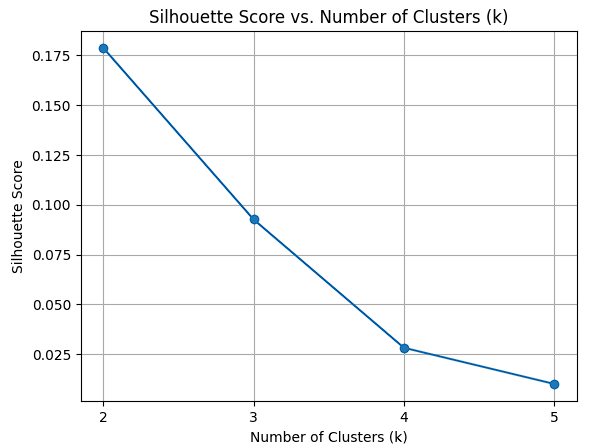 Silhouette Score vs. Number of Clusters (k)
0.175
0.150
0.125
0.100
0.075
0.050
0.025
Silhouette Score
2 3 4 5
Number of Clusters (k)